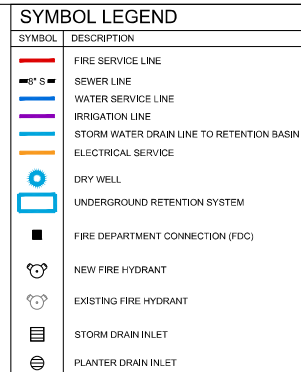 SYMBOL LEGEND
SYMBOL DESCRIPTION
FIRE SERVICE LINE
8" S SEWER LINE
WATER SERVICE LINE
IRRIGATION LINE
STORM WATER DRAIN LINE TO RETENTION BASIN
ELECTRICAL SERVICE
DRY WELL
UNDERGROUND RETENTION SYSTEM
FIRE DEPARTMENT CONNECTION (FDC)
NEW FIRE HYDRANT
EXISTING FIRE HYDRANT
STORM DRAIN INLET
PLANTER DRAIN INLET